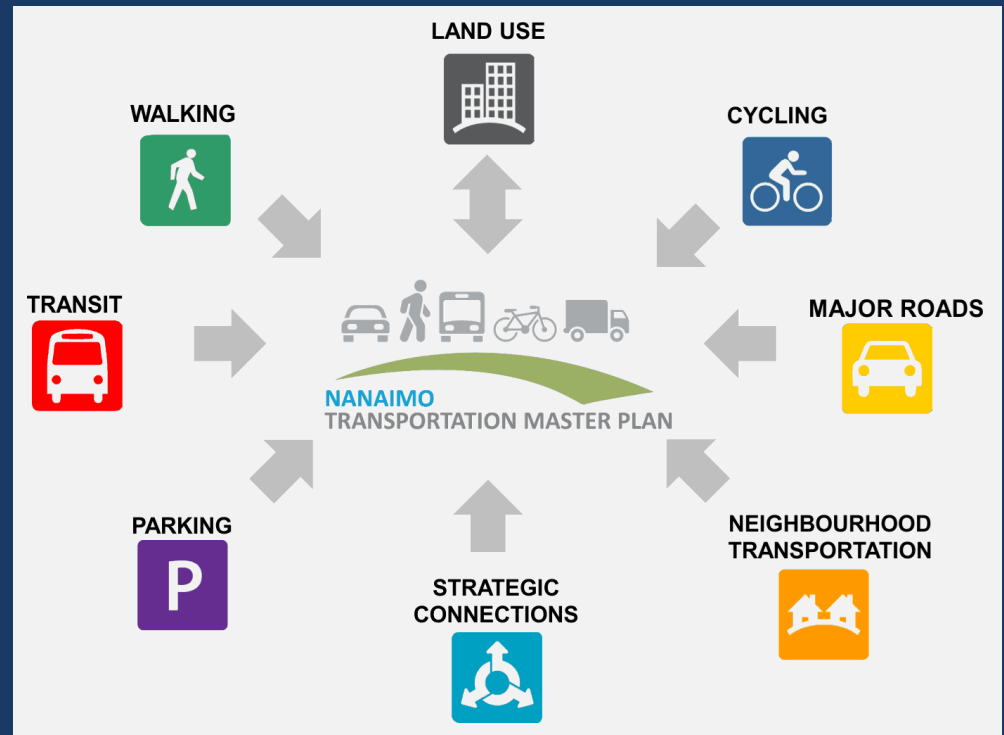 LAND USE
WALKING
CYCLING
TRANSIT
MAJOR ROADS
NANAIMO
TRANSPORTATION MASTER PLAN
PARKING
P
NEIGHBOURHOOD
TRANSPORTATION
STRATEGIC
CONNECTIONS